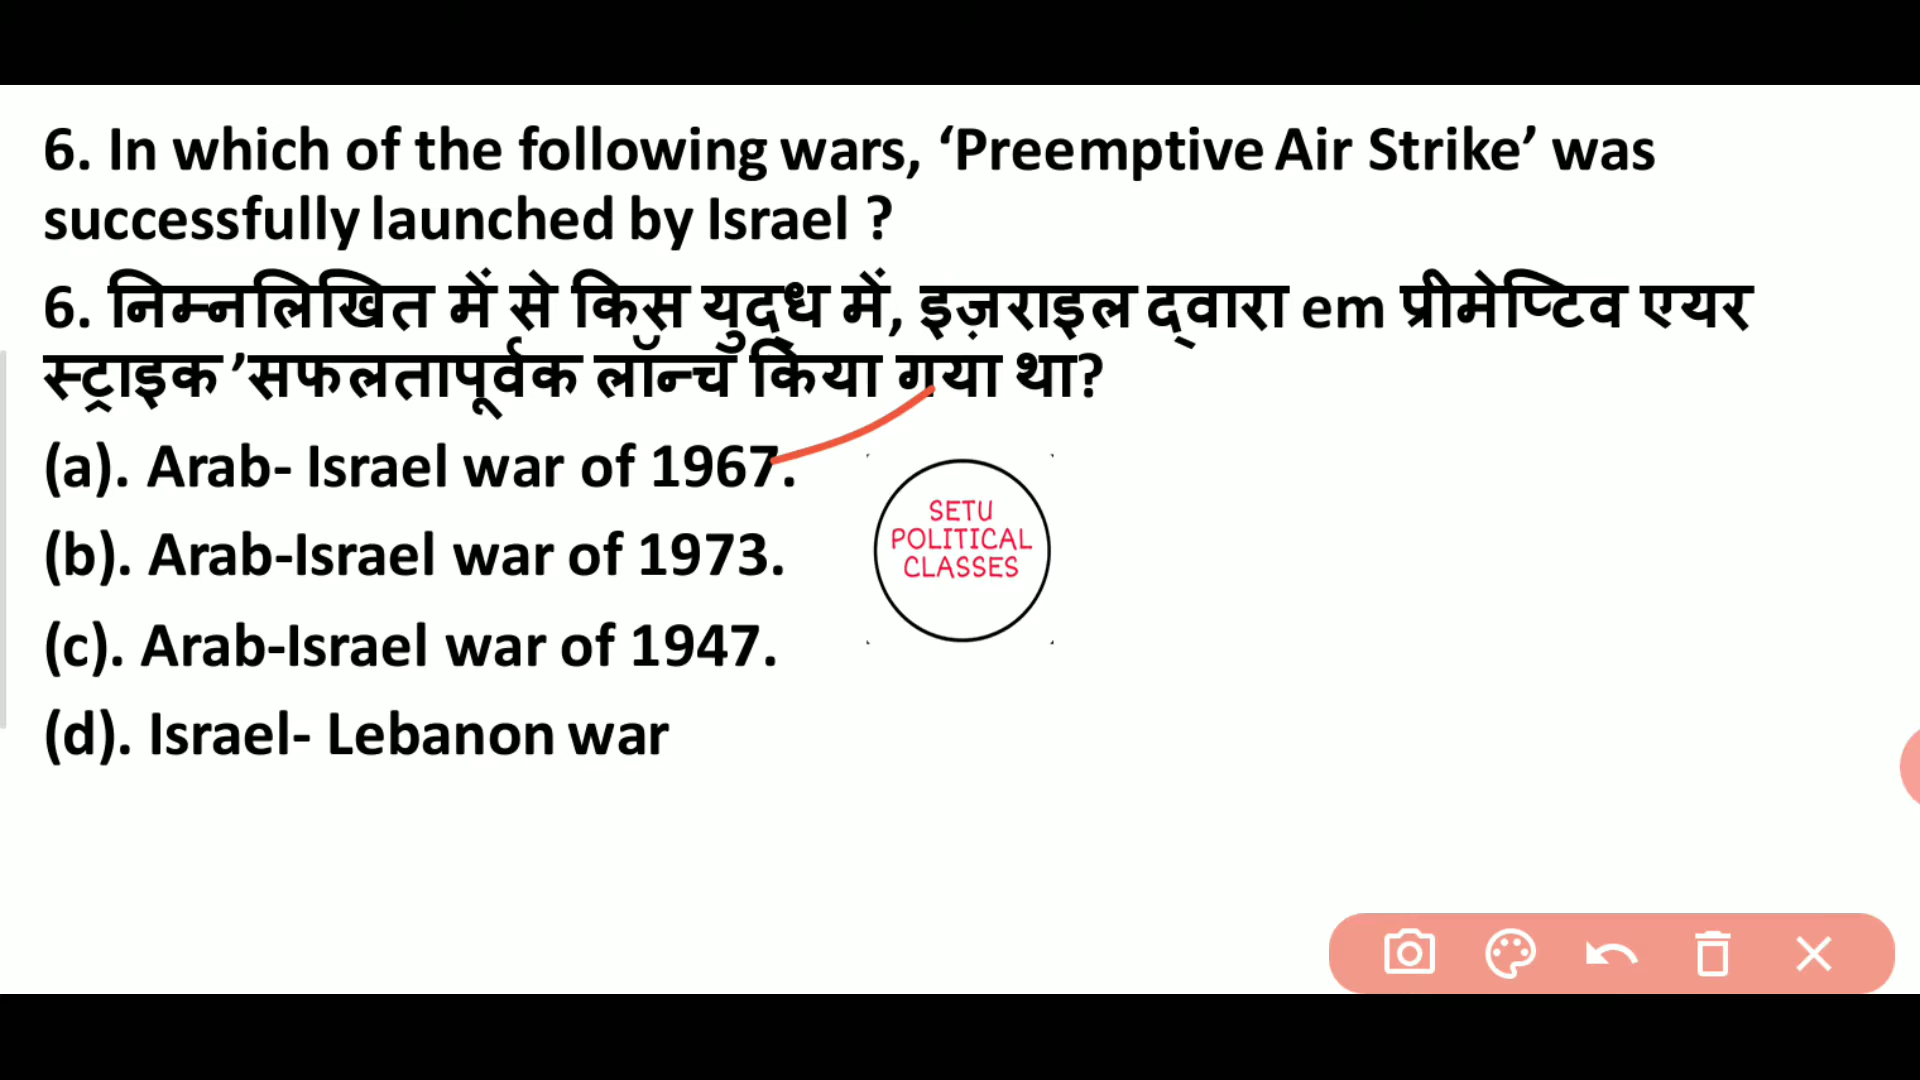 6. In which of the following wars, ‘Preemptive Air Strike’ was
successfully launched by Israel ?
6. निम्नलिखित में से किस युद्ध में, इज़राइल द्वारा em प्रीमेप्टिव एयर
स्ट्राइक ’सफलतापूर्वक लॉन्च किया गया था?
(a). Arab- Israel war of 1967.
(b). Arab-Israel war of 1973.
(c). Arab-Israel war of 1947.
(d). Israel- Lebanon war
SETU
POLITICAL
CLASSES